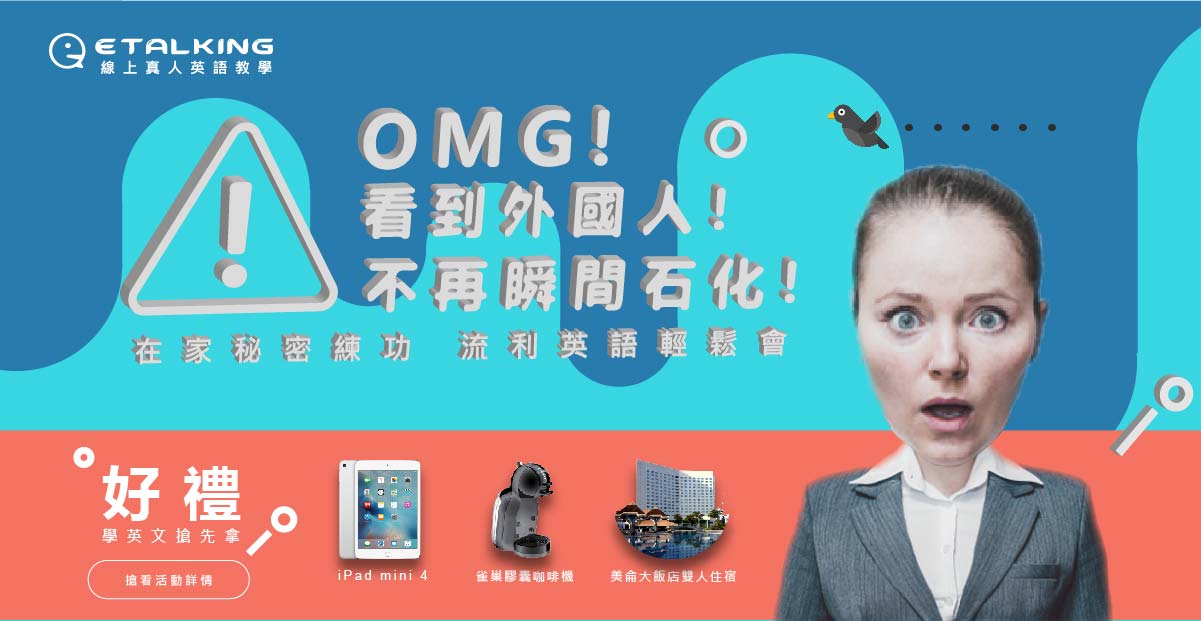 ETALKING
線上真人英語教學
OMG!
看到外國人!
不再瞬間石化!
在家秘密練功 流利英語輕鬆會
好禮
學英文搶先拿
搶看活動詳情
iPad mini 4
雀巢膠囊咖啡機
美侖大飯店雙人住宿